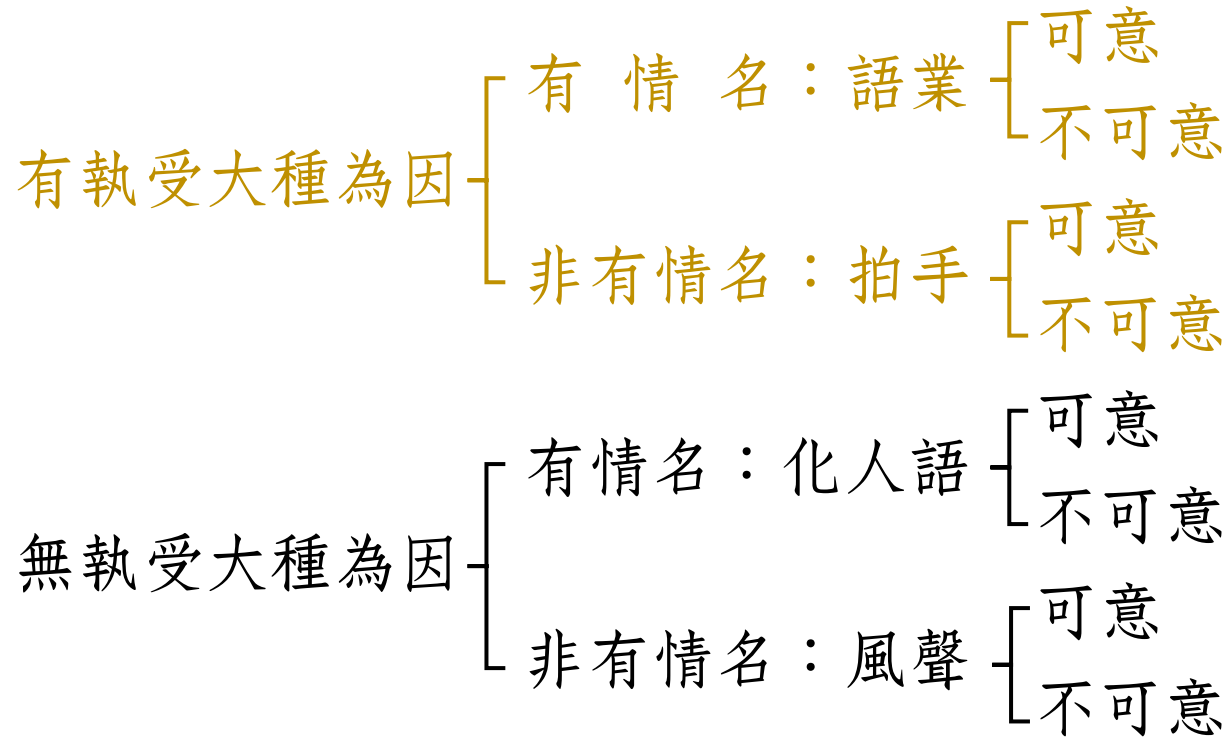 可意
有情名：語業
不可意
有執受大種為因
可意
非有情名：拍手
不可意
可意
有情名：化人語
不可意
無執受大種為因
可意
非有情名：風聲
不可意